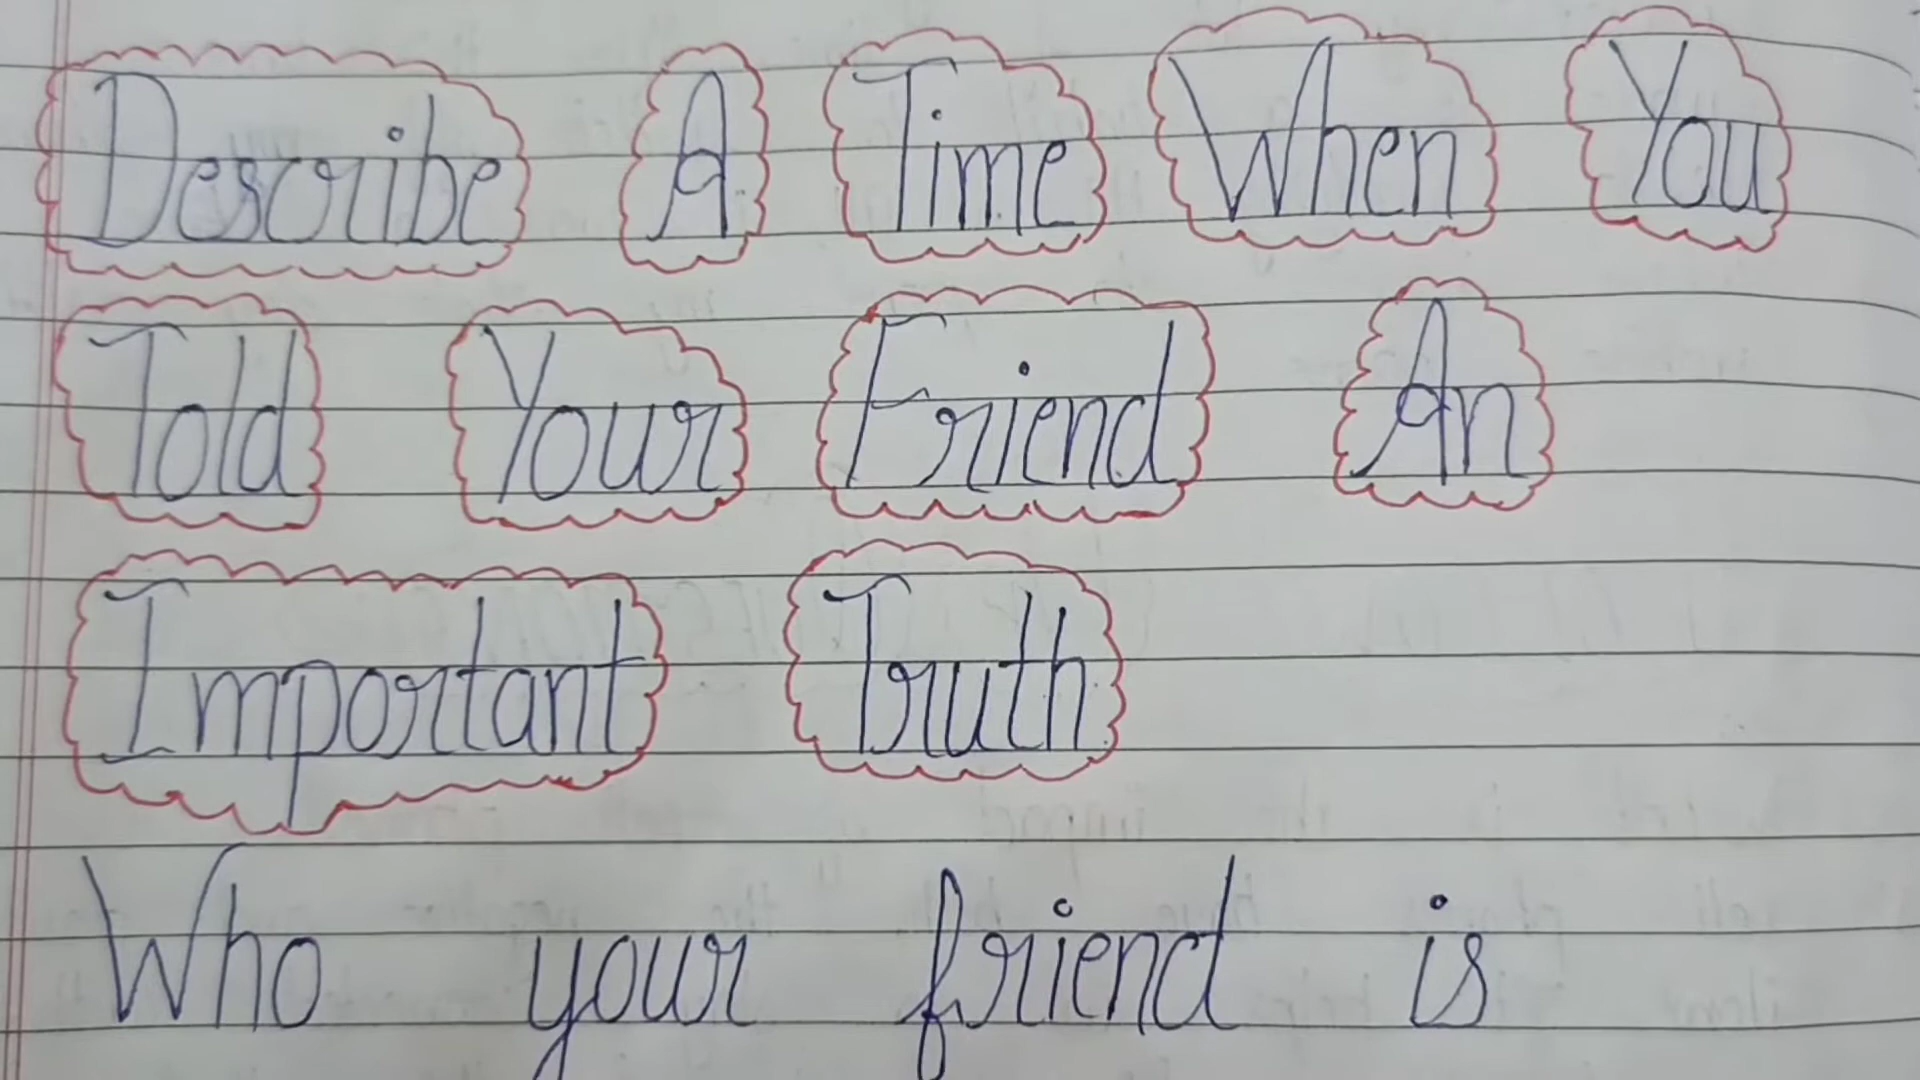 Describe A Time When You
Told Your Friend An
Important Truth
Who your friend is